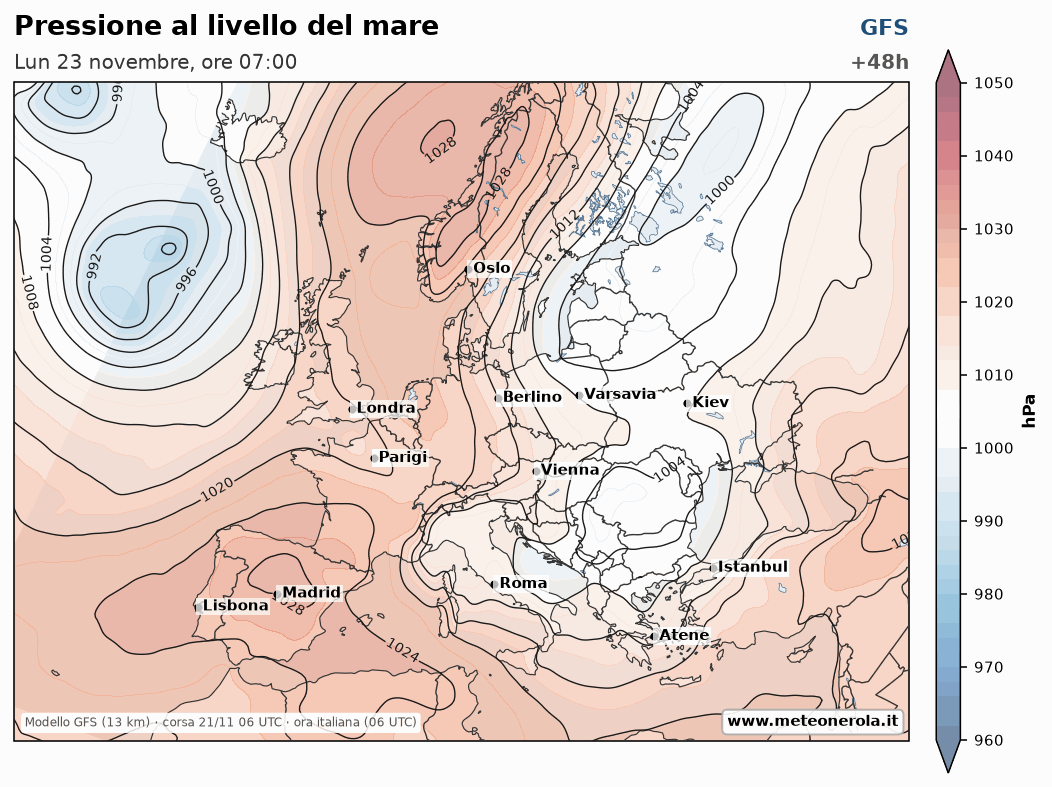 Pressione al livello del mare
GFS
Lun 23 novembre, ore 07:00
+48h
1050
1040
1030
1020
1010
1000
990
980
970
960
hPa
996
1004
1028
1028
1000
1000
1012
1004
992
996
1008
Oslo
Berlino
Varsavia
Kiev
Londra
Parigi
Vienna
1004
1020
Istanbul
Roma
Madrid
Lisbona
1028
Atene
1024
Modello GFS (13 km) · corsa 21/11 06 UTC · ora italiana (06 UTC)
www.meteonerola.it